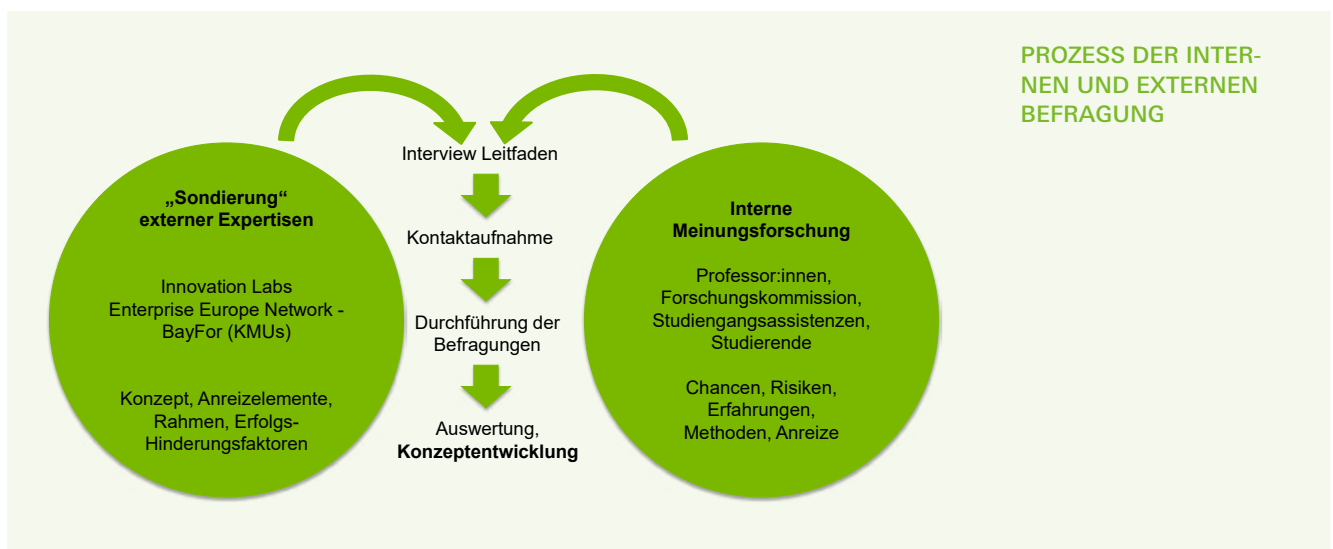 PROZESS DER INTER-
NEN UND EXTERNEN
BEFRAGUNG
„Sondierung“
externer Expertisen
Innovation Labs
Enterprise Europe Network -
BayFor (KMUs)
Konzept, Anreizelemente,
Rahmen, Erfolgs-
Hinderungsfaktoren
Interview Leitfaden
Kontaktaufnahme
Durchführung der
Befragungen
Auswertung,
Konzeptentwicklung
Interne
Meinungsforschung
Professor:innen,
Forschungskommission,
Studiengangsassistenzen,
Studierende
Chancen, Risiken,
Erfahrungen,
Methoden, Anreize